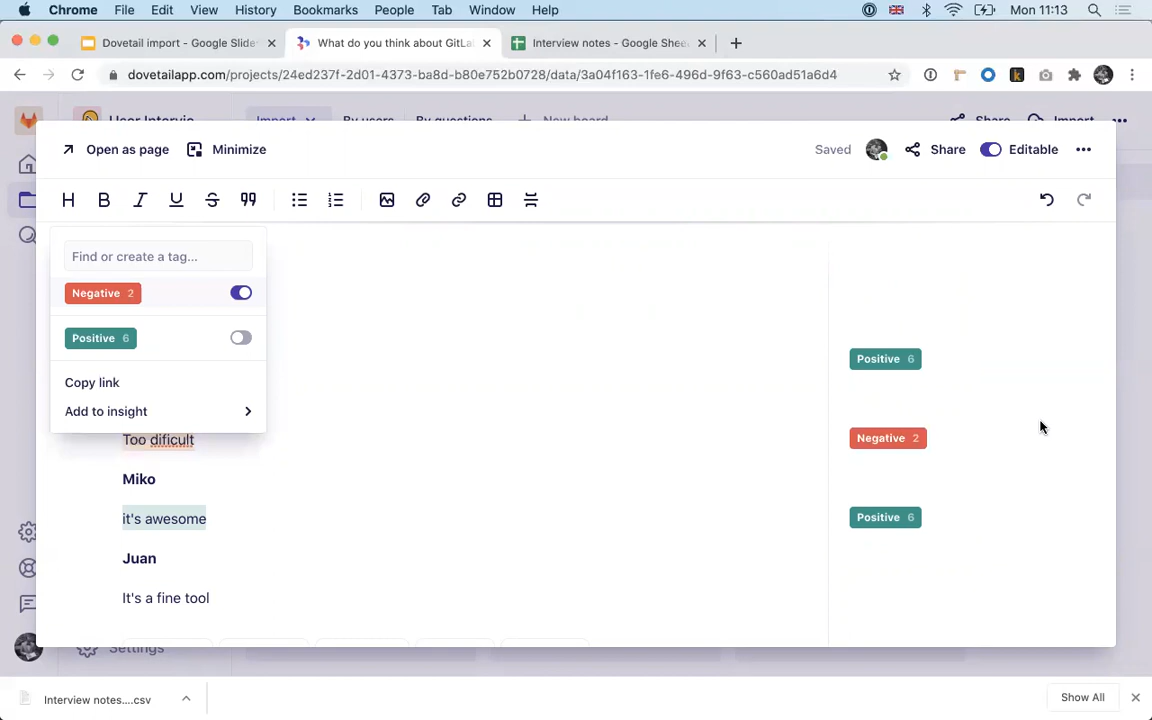 Chrome File Edit View History Bookmarks People Tab Window Help Mon 11:13
Dovetail import - Google Slide
What do you think about GitLa
Interview notes - Google Shee
dovetailapp.com/projects/24ed237f-2d01-4373-ba8d-b80e752b0728/data/3a04f163-1fe6-496d-9f63-c560ad51a6d4
Import By users By questions New board Share Import
Open as page Minimize Saved Share Editable
Find or create a tag...
Negative 2
Positive 6
Copy link
Add to insight
Positive 6
Too dificult
Negative 2
Miko
it's awesome
Positive 6
Juan
It's a fine tool
Settings
Interview notes....csv
Show All